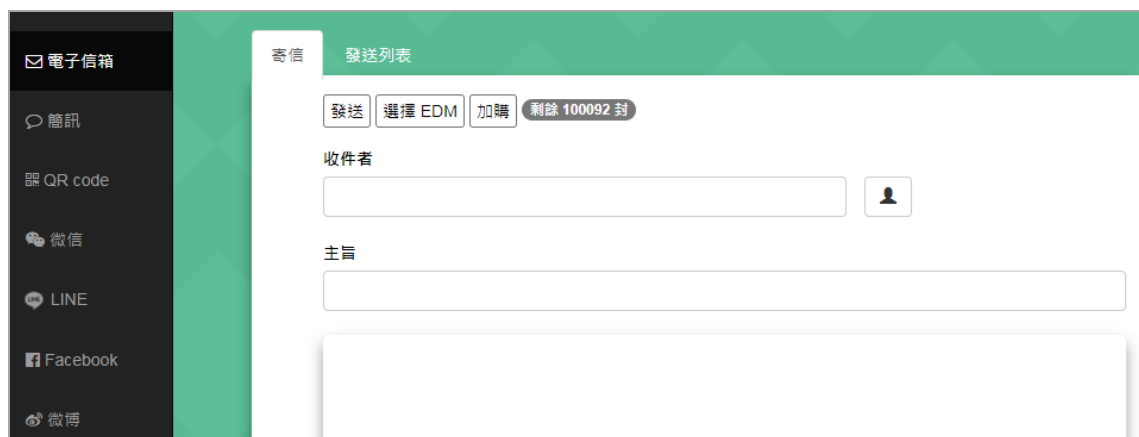 電子信箱
簡訊
QR code
微信
LINE
Facebook
微博
寄信
發送列表
發送 選擇 EDM 加購 剩餘 100092 封
收件者
主旨